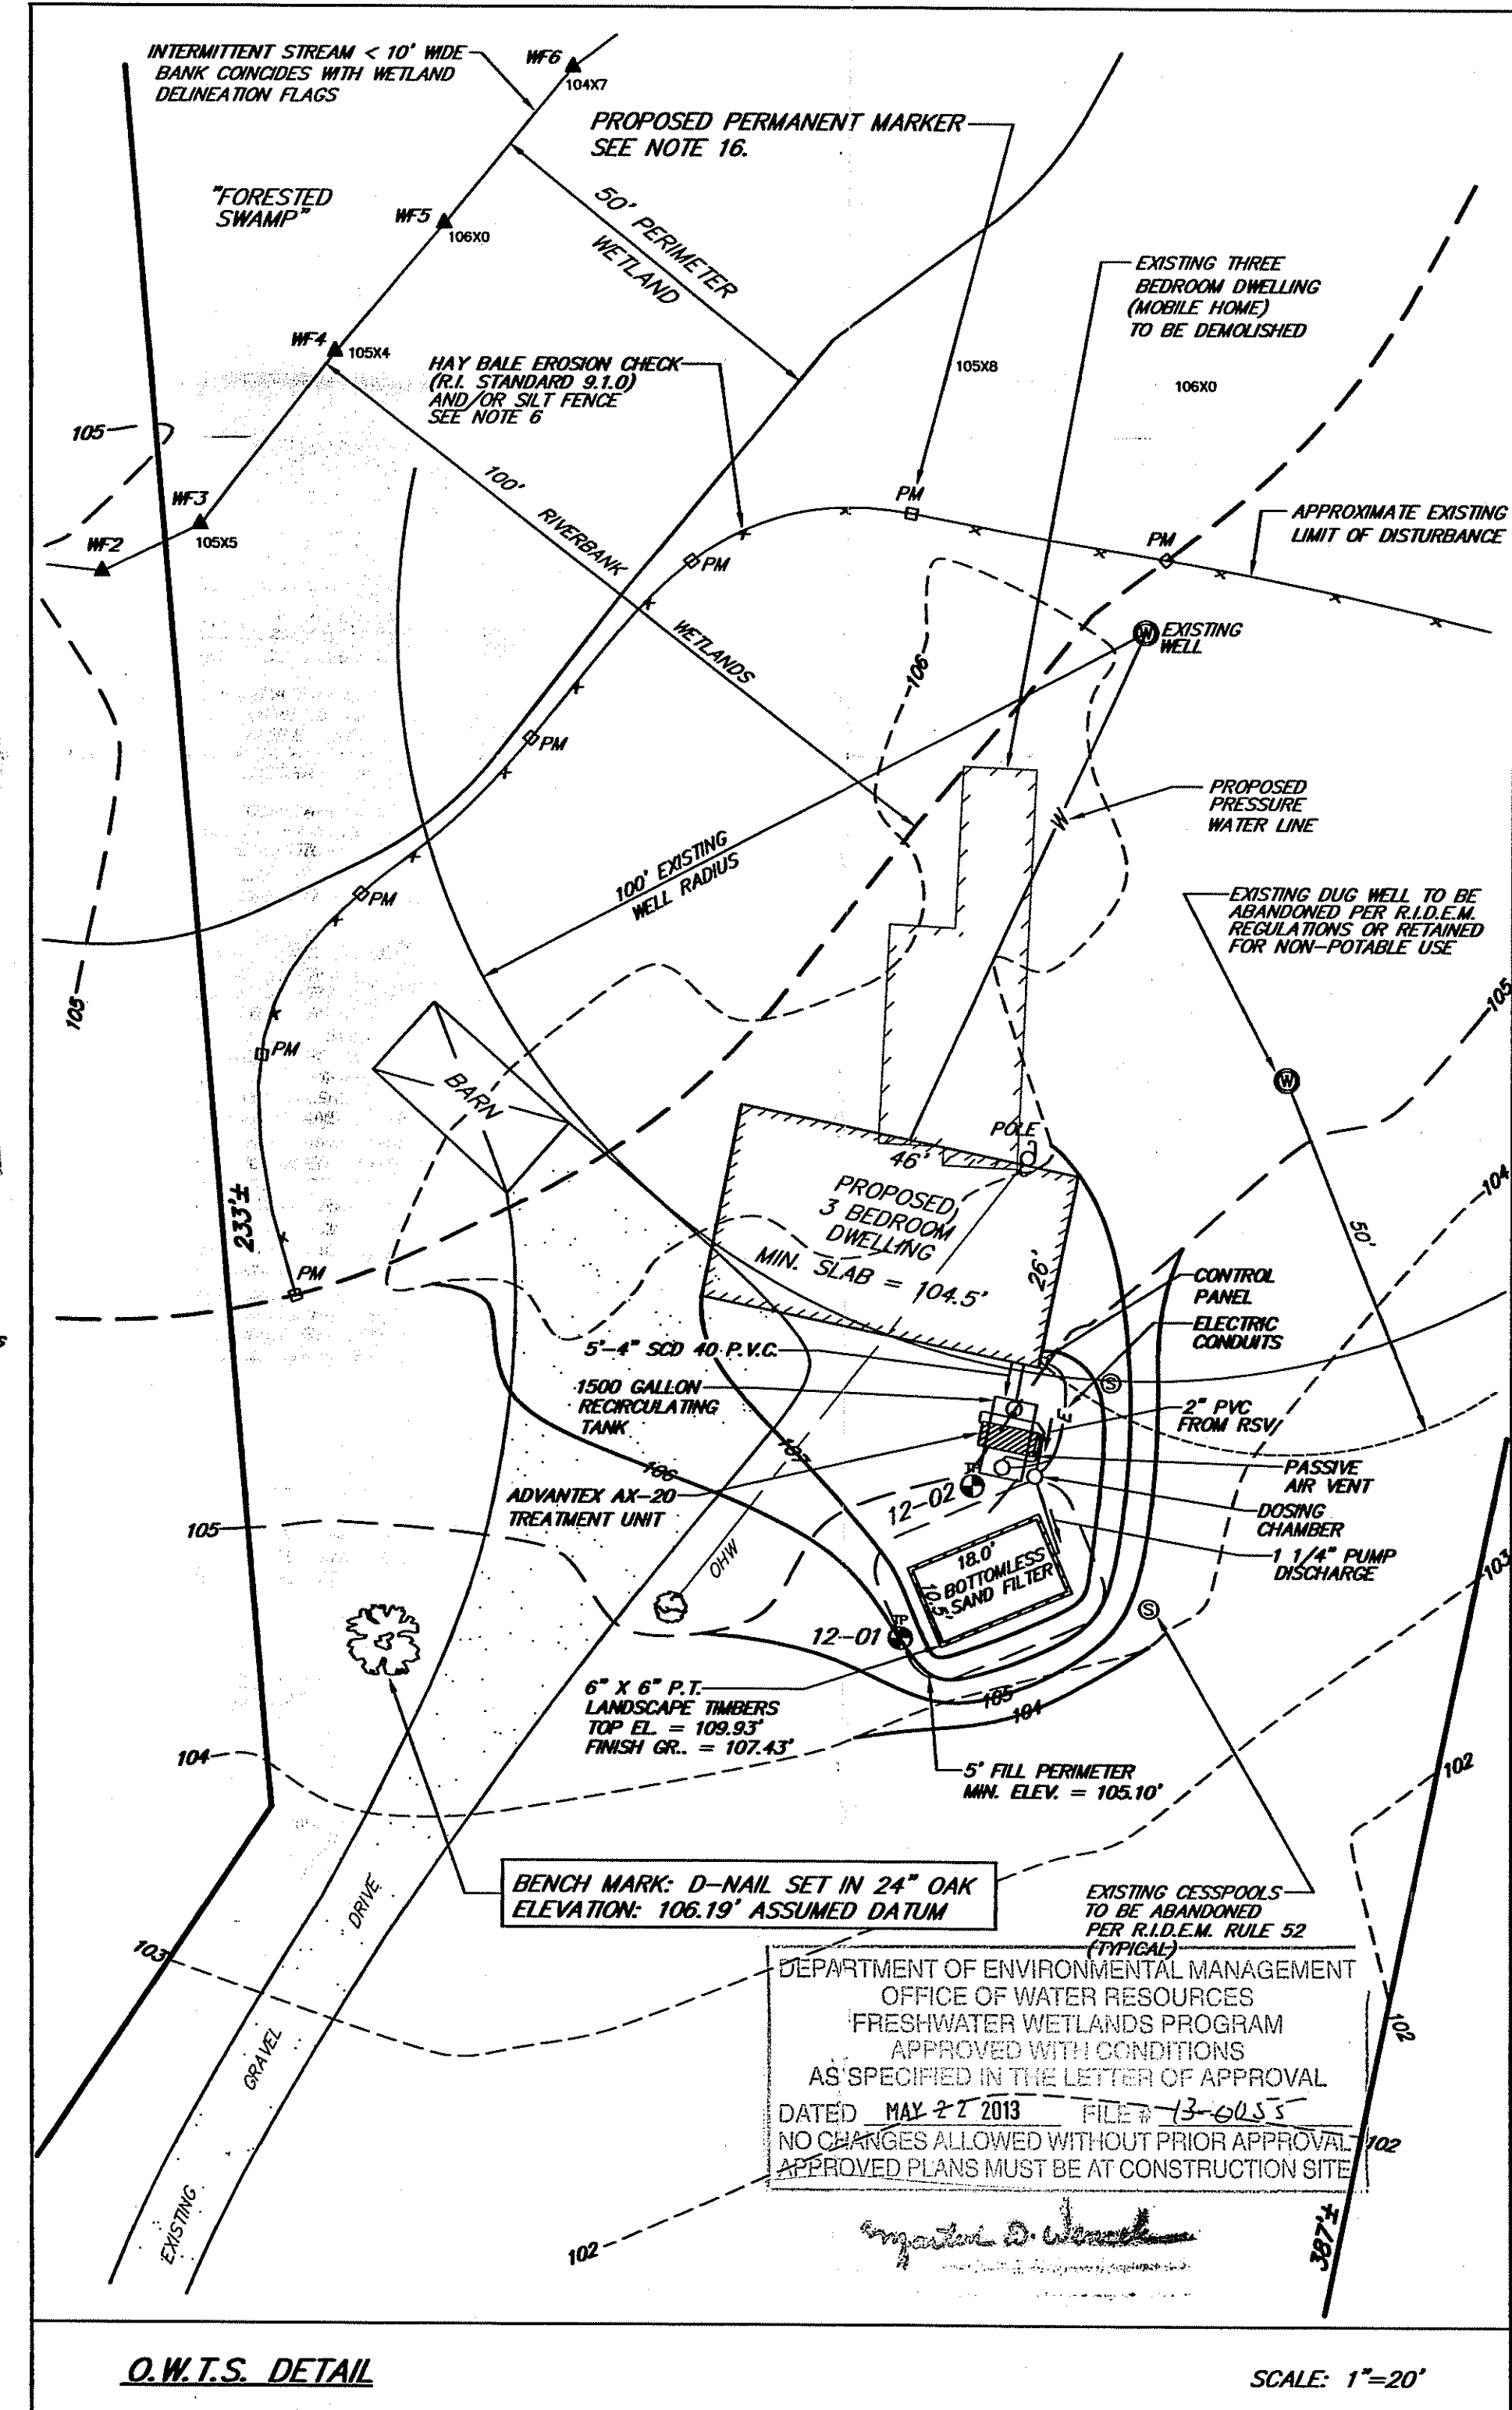 INTERMITTENT STREAM < 10' WIDE
BANK COINCIDES WITH WETLAND
DELINEATION FLAGS
WF6
104X7
PROPOSED PERMANENT MARKER
SEE NOTE 16.
"FORESTED
SWAMP"
WF5
106X0
50' PERIMETER
WETLAND
EXISTING THREE
BEDROOM DWELLING
(MOBILE HOME)
TO BE DEMOLISHED
WF4
105X4
HAY BALE EROSION CHECK
(R.I. STANDARD 9.1.0)
AND/OR SILT FENCE
SEE NOTE 6
105X8
106X0
105
WF3
105X5
WF2
100'
RIVERBANK
WETLANDS
PM
APPROXIMATE EXISTING
LIMIT OF DISTURBANCE
PM
PM
W
EXISTING
WELL
106
PM
PROPOSED
PRESSURE
WATER LINE
W
100' EXISTING
WELL RADIUS
PM
EXISTING DUG WELL TO BE
ABANDONED PER R.I.D.E.M.
REGULATIONS OR RETAINED
FOR NON-POTABLE USE
105
105
PM
BARN
W
POLE
46'
PROPOSED
3 BEDROOM
DWELLING
MIN. SLAB = 104.5'
26'
104
233'±
50'
PM
CONTROL
PANEL
ELECTRIC
CONDUITS
5'-4" SCD 40 P.V.C.
S
1500 GALLON
RECIRCULATING
TANK
E
2" PVC
FROM RSV
107
106
ADVANTEX AX-20
TREATMENT UNIT
PASSIVE
AIR VENT
TP
12-02
DOSING
CHAMBER
105
OHW
1 1/4" PUMP
DISCHARGE
103
18.0'
10.5'
BOTTOMLESS
SAND FILTER
S
TP
12-01
6" X 6" P.T.
LANDSCAPE TIMBERS
TOP EL. = 109.93'
FINISH GR.. = 107.43'
105
104
104
5' FILL PERIMETER
MIN. ELEV. = 105.10'
102
BENCH MARK: D-NAIL SET IN 24" OAK
ELEVATION: 106.19' ASSUMED DATUM
EXISTING CESSPOOLS
TO BE ABANDONED
PER R.I.D.E.M. RULE 52
(TYPICAL)
DRIVE
103
GRAVEL
EXISTING
DEPARTMENT OF ENVIRONMENTAL MANAGEMENT
OFFICE OF WATER RESOURCES
FRESHWATER WETLANDS PROGRAM
APPROVED WITH CONDITIONS
AS SPECIFIED IN THE LETTER OF APPROVAL
DATED MAY 22 2013 FILE # 13-0055
NO CHANGES ALLOWED WITHOUT PRIOR APPROVAL
APPROVED PLANS MUST BE AT CONSTRUCTION SITE
102
102
102
387'±
O.W.T.S. DETAIL
SCALE: 1"=20'